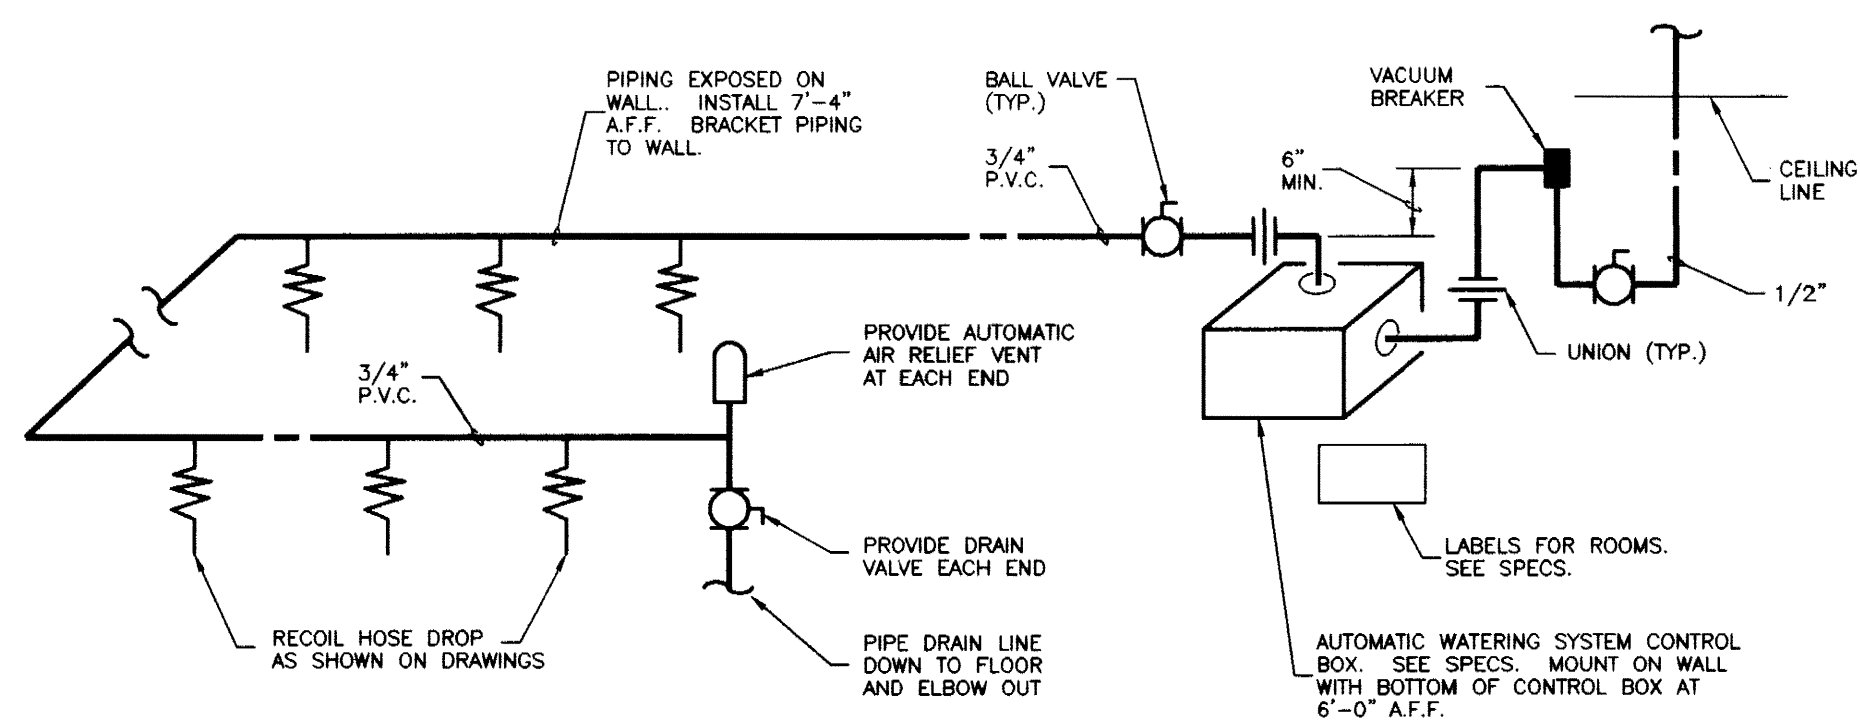 PIPING EXPOSED ON
WALL.. INSTALL 7'-4"
A.F.F. BRACKET PIPING
TO WALL.
BALL VALVE
(TYP.)
3/4"
P.V.C.
6"
MIN.
VACUUM
BREAKER
CEILING
LINE
1/2"
UNION (TYP.)
PROVIDE AUTOMATIC
AIR RELIEF VENT
AT EACH END
3/4"
P.V.C.
PROVIDE DRAIN
VALVE EACH END
LABELS FOR ROOMS.
SEE SPECS.
RECOIL HOSE DROP
AS SHOWN ON DRAWINGS
PIPE DRAIN LINE
DOWN TO FLOOR
AND ELBOW OUT
AUTOMATIC WATERING SYSTEM CONTROL
BOX. SEE SPECS. MOUNT ON WALL
WITH BOTTOM OF CONTROL BOX AT
6'-0" A.F.F.